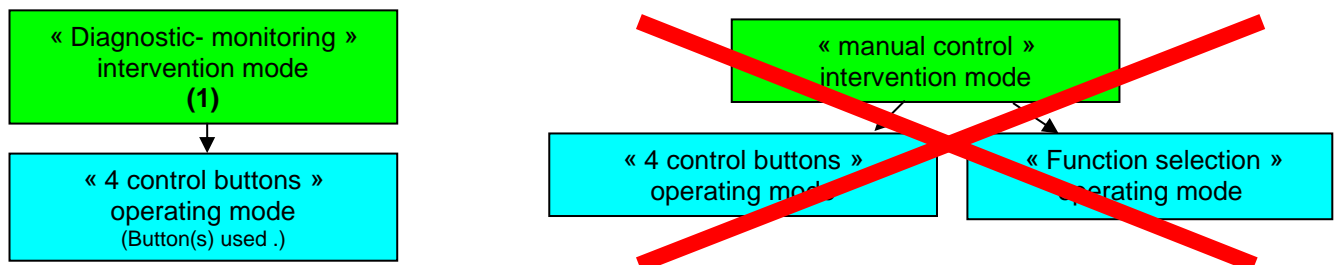 « Diagnostic- monitoring »
intervention mode
(1)
« 4 control buttons »
operating mode
(Button(s) used .)
« manual control »
intervention mode
« 4 control buttons »
operating mode
« Function selection »
operating mode